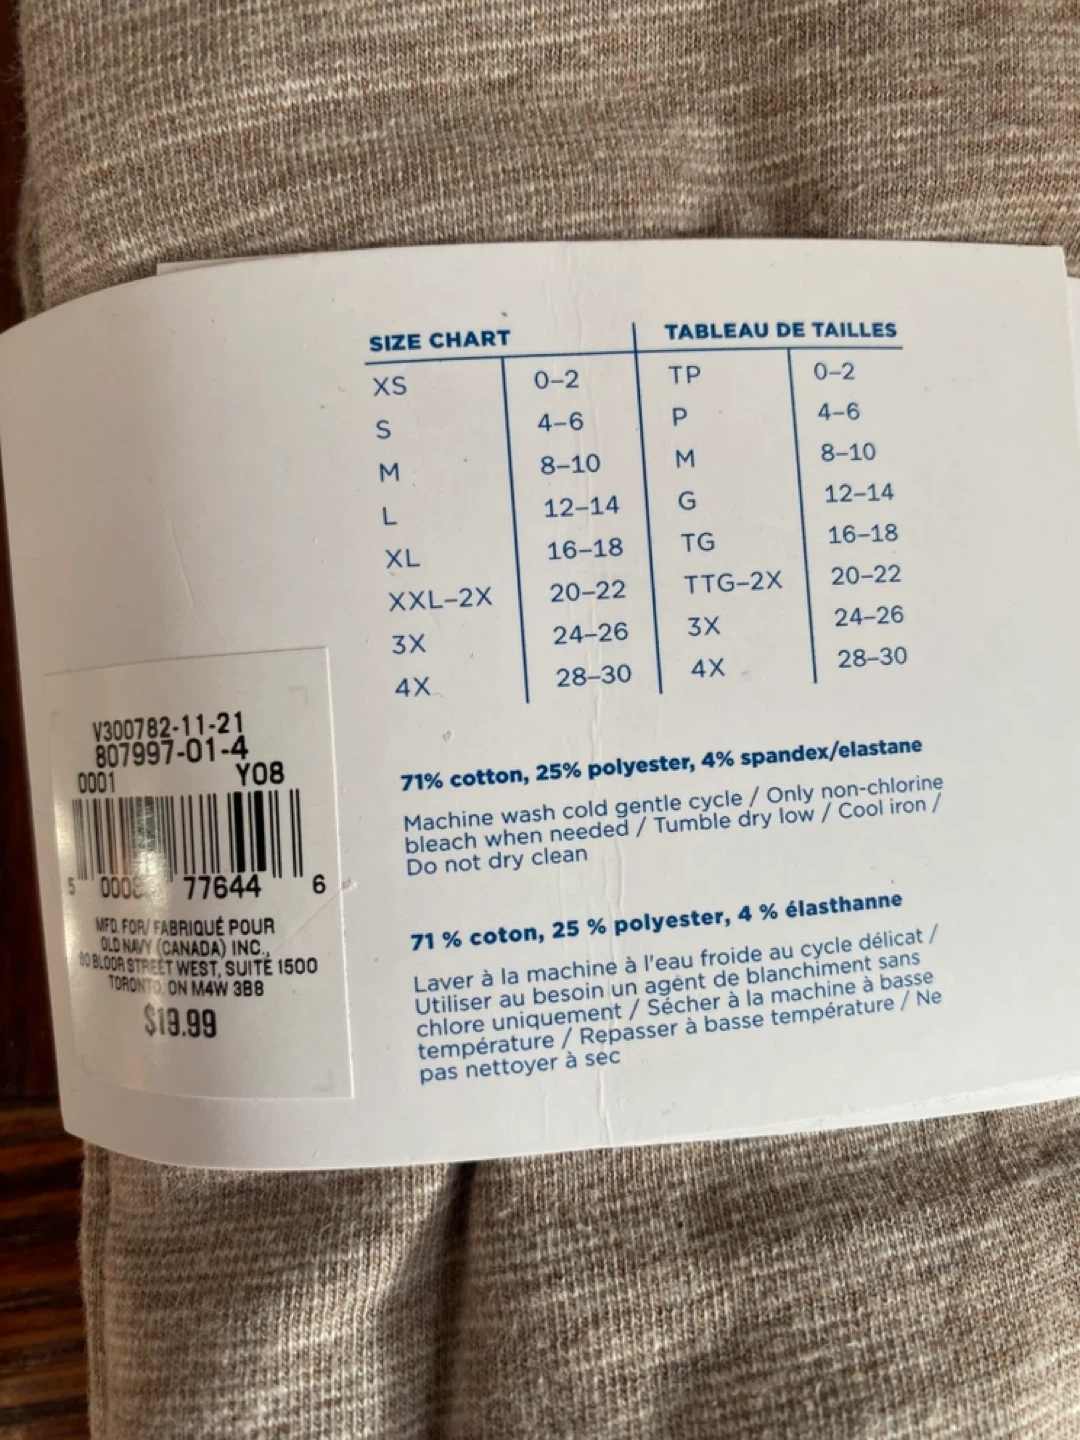 SIZE CHART
XS 0–2
S 4–6
M 8–10
L 12–14
XL 16–18
XXL–2X 20–22
3X 24–26
4X 28–30
TABLEAU DE TAILLES
TP 0–2
P 4–6
M 8–10
G 12–14
TG 16–18
TTG–2X 20–22
3X 24–26
4X 28–30
71% cotton, 25% polyester, 4% spandex/elastane
Machine wash cold gentle cycle / Only non-chlorine
bleach when needed / Tumble dry low / Cool iron /
Do not dry clean
71 % coton, 25 % polyester, 4 % élasthanne
Laver à la machine à l'eau froide au cycle délicat /
Utiliser au besoin un agent de blanchiment sans
chlore uniquement / Sécher à la machine à basse
température / Repasser à basse température / Ne
pas nettoyer à sec
V300782-11-21
807997-01-4
0001 Y08
5 77644 6
MFD. FOR/ FABRIQUÉ POUR
OLD NAVY (CANADA) INC.,
BLOOR STREET WEST, SUITE 1500
TORONTO, ON M4W 3B8
$19.99